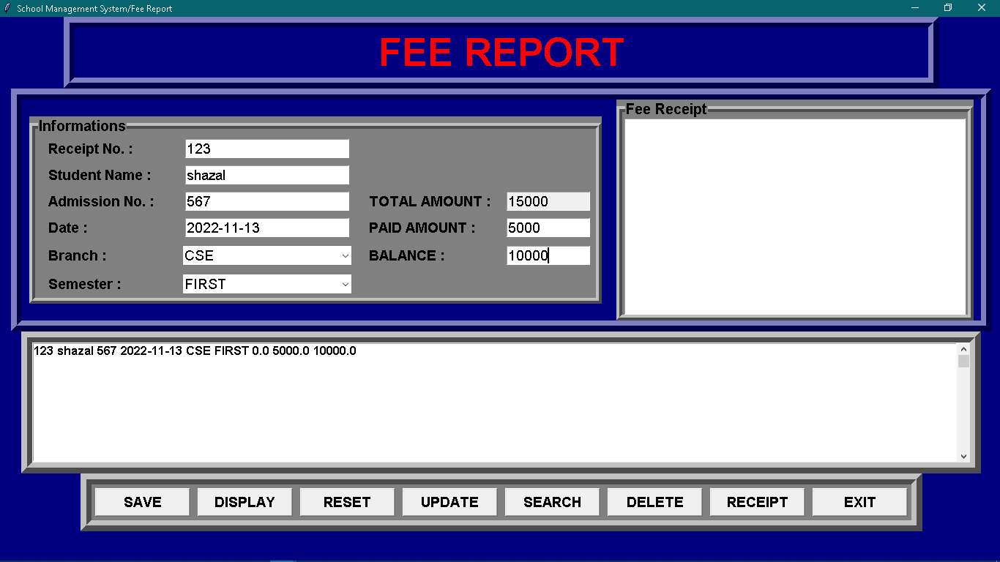 School Management System/Fee Report
FEE REPORT
Informations
Receipt No. : 123
Student Name : shazal
Admission No. : 567 TOTAL AMOUNT : 15000
Date : 2022-11-13 PAID AMOUNT : 5000
Branch : CSE BALANCE : 10000
Semester : FIRST
Fee Receipt
123 shazal 567 2022-11-13 CSE FIRST 0.0 5000.0 10000.0
SAVE DISPLAY RESET UPDATE SEARCH DELETE RECEIPT EXIT